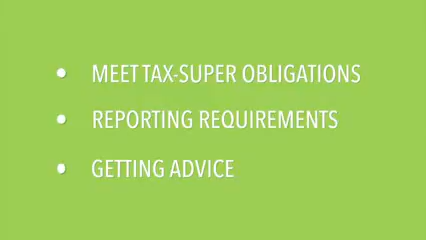 • MEET TAX-SUPER OBLIGATIONS
• REPORTING REQUIREMENTS
• GETTING ADVICE